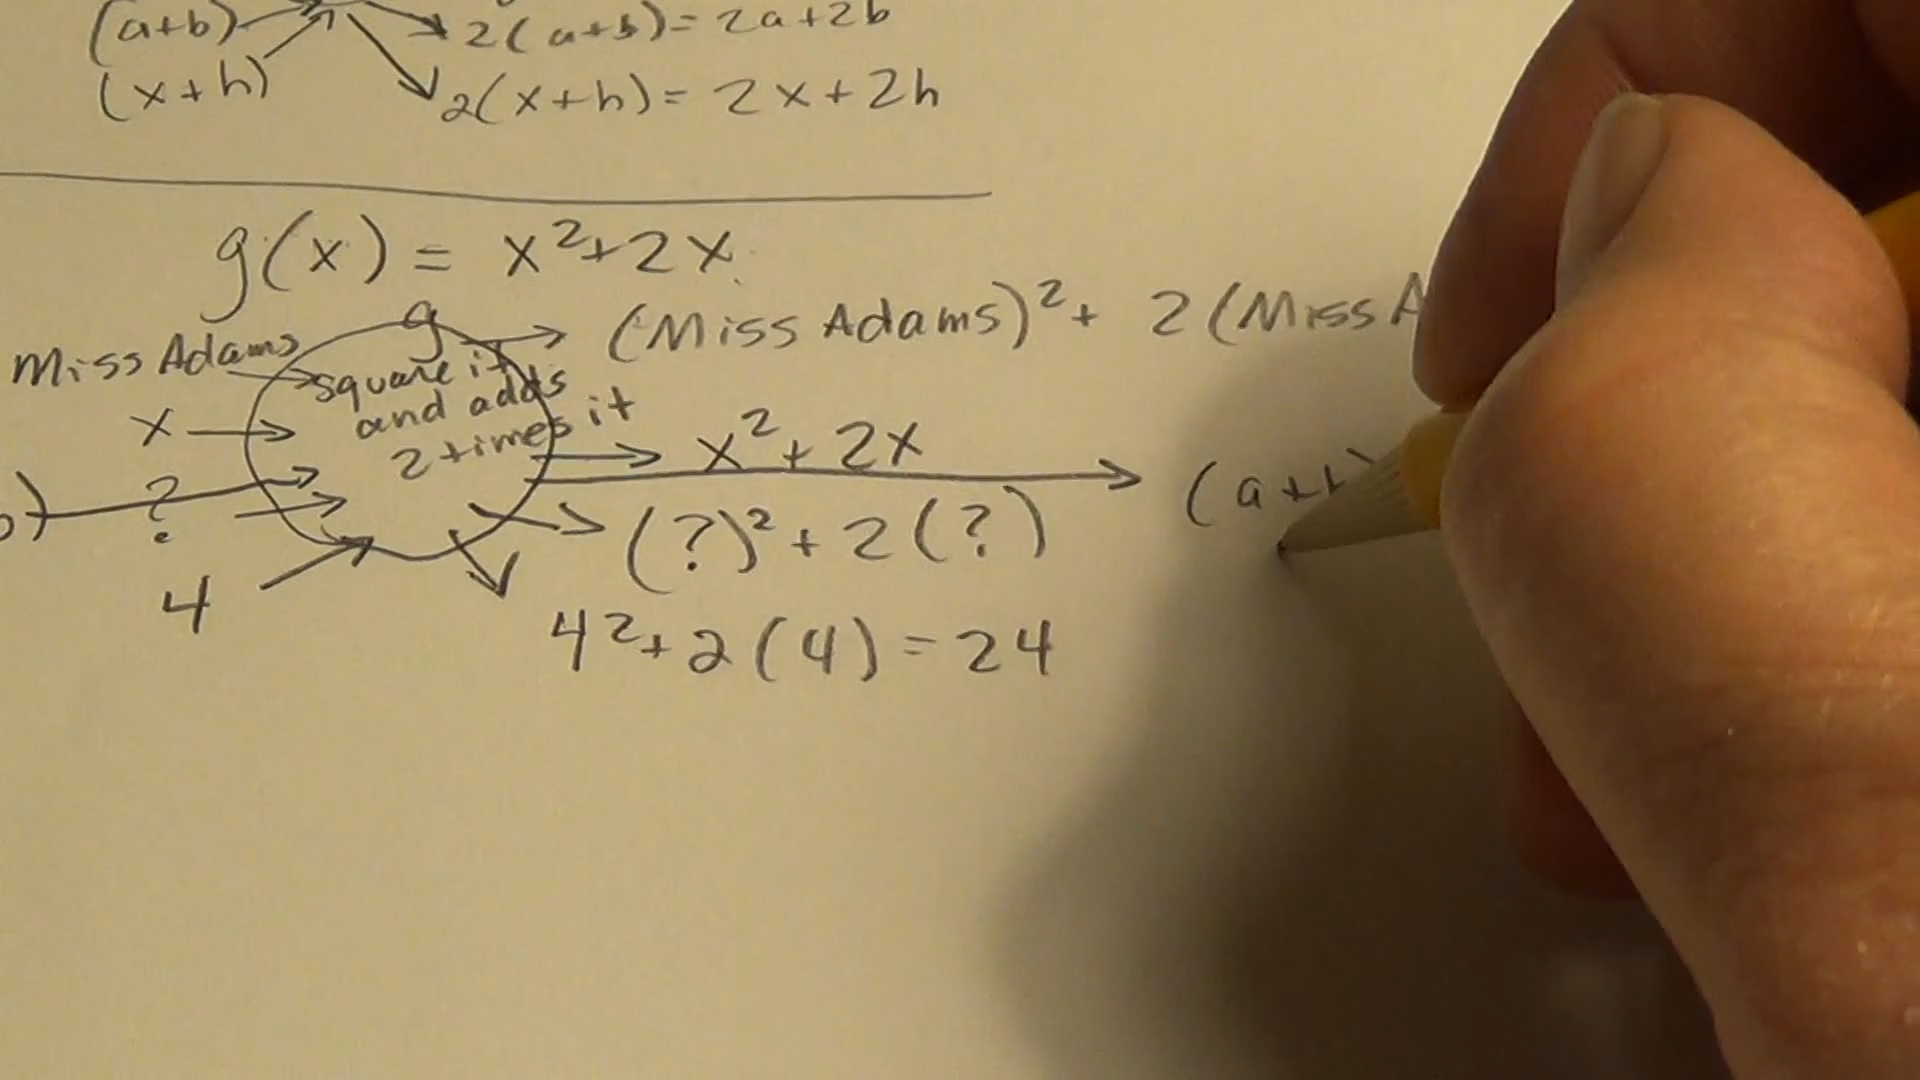 (a+b) 2(a+b)= 2a+2b
(x+h) 2(x+h)= 2x+2h
g(x) = x²+2x
g
Miss Adams (Miss Adams)²+ 2(Miss A
square it
and adds
2 times it
x x²+2x
) (a+b)
? (?)²+2(?)
4 4²+2(4)=24